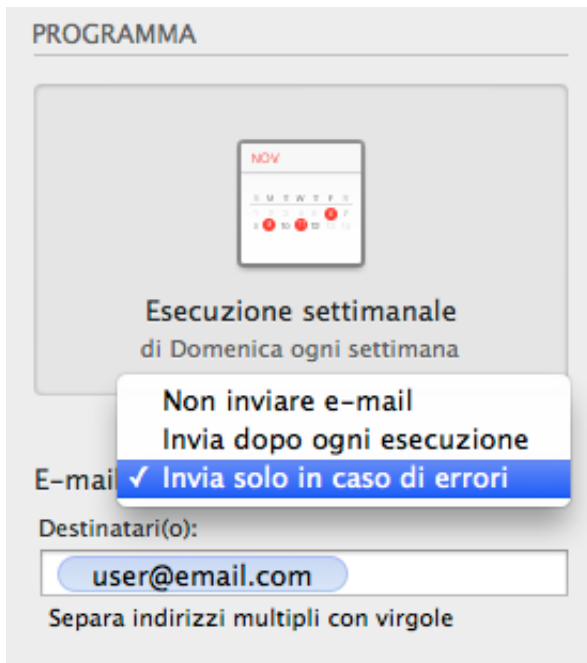 PROGRAMMA
NOV.
S M T W T F S
Esecuzione settimanale
di Domenica ogni settimana
Non inviare e-mail
Invia dopo ogni esecuzione
E-mail ✓ Invia solo in caso di errori
Destinatari(o):
user@email.com
Separa indirizzi multipli con virgole